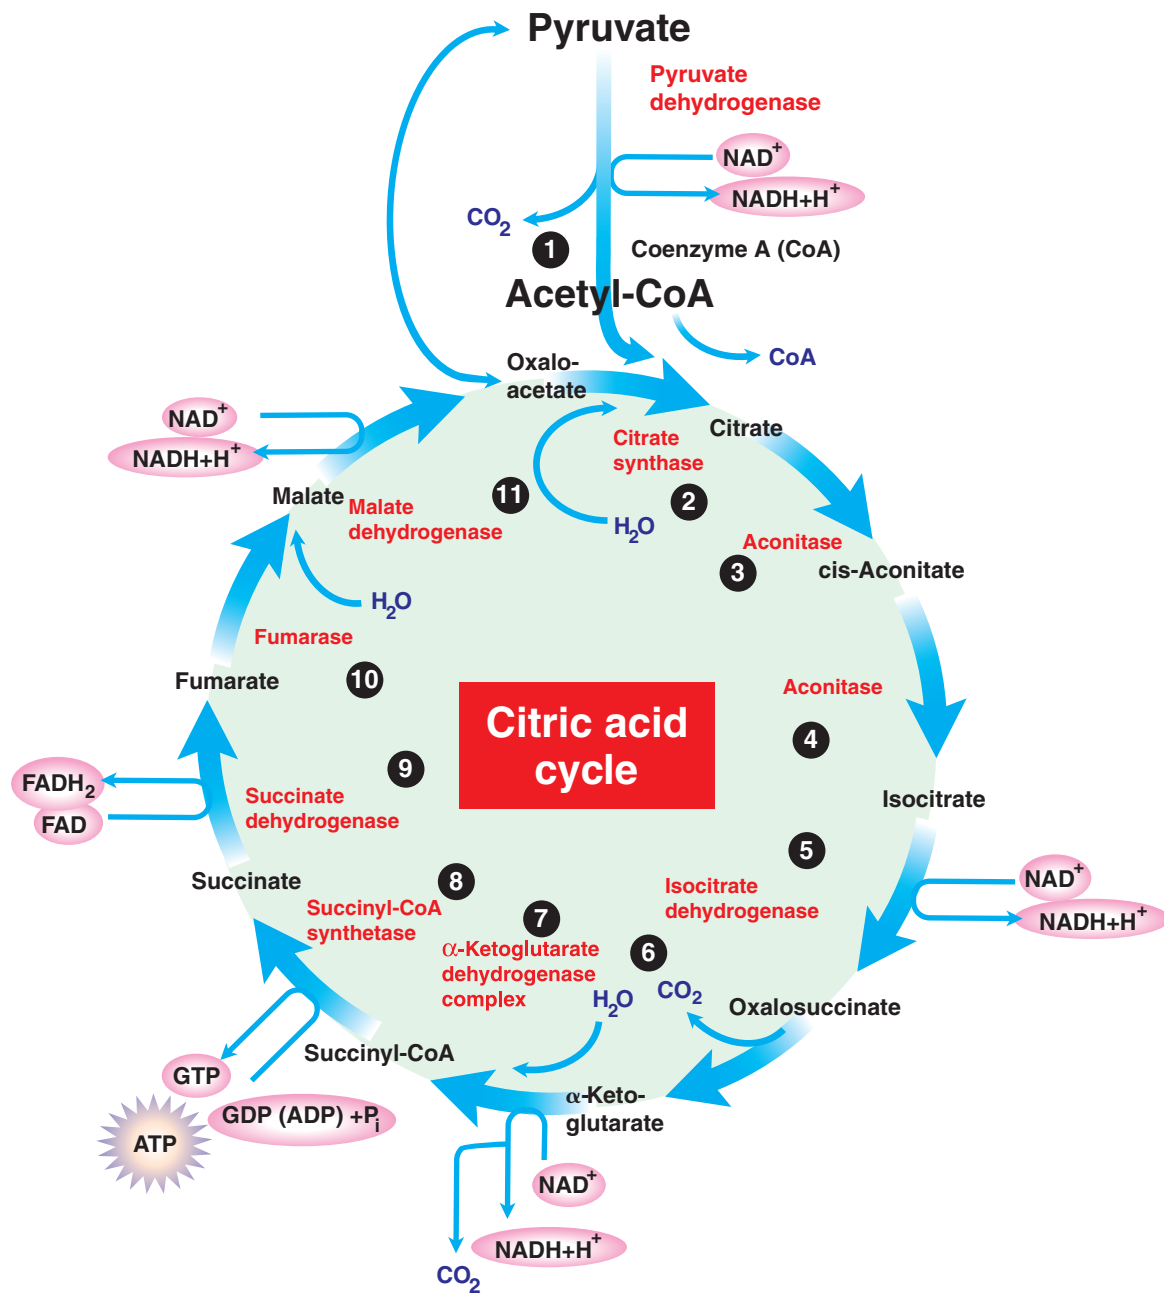 Pyruvate
Pyruvate
dehydrogenase
NAD+
NADH+H+
CO2
1
Coenzyme A (CoA)
Acetyl-CoA
CoA
Oxalo-
acetate
Citrate
Citrate
synthase
2
H2O
11
NAD+
NADH+H+
Malate
Malate
dehydrogenase
Aconitase
3
cis-Aconitate
H2O
Fumarase
10
Fumarate
Aconitase
4
Citric acid
cycle
9
FADH2
FAD
Succinate
dehydrogenase
Isocitrate
5
Isocitrate
dehydrogenase
NAD+
NADH+H+
Succinate
8
Succinyl-CoA
synthetase
7
α-Ketoglutarate
dehydrogenase
complex
6
H2O
CO2
Oxalosuccinate
Succinyl-CoA
GTP
GDP (ADP) +Pi
ATP
α-Keto-
glutarate
NAD+
NADH+H+
CO2